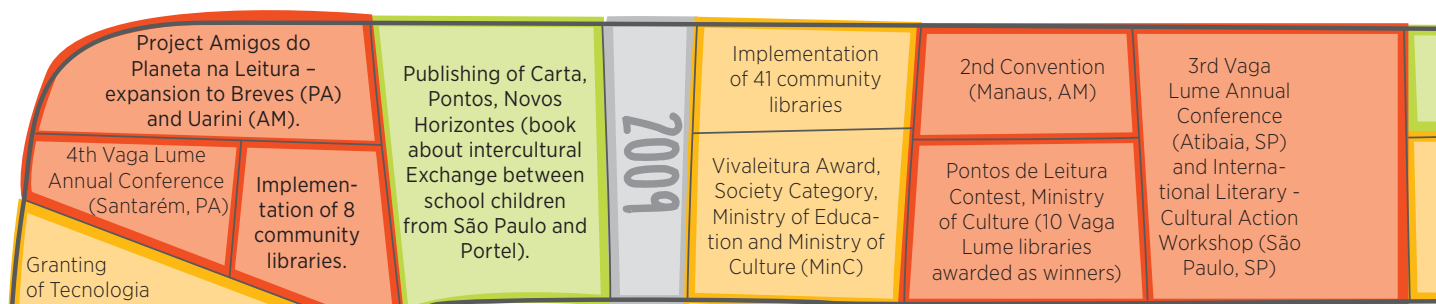 Project Amigos do
Planeta na Leitura –
expansion to Breves (PA)
and Uarini (AM).
4th Vaga Lume
Annual Conference
(Santarém, PA)
Implemen-
tation of 8
community
libraries.
Granting
of Tecnologia
Publishing of Carta,
Pontos, Novos
Horizontes (book
about intercultural
Exchange between
school children
from São Paulo and
Portel).
2009
Implementation
of 41 community
libraries
Vivaleitura Award,
Society Category,
Ministry of Educa-
tion and Ministry of
Culture (MinC)
2nd Convention
(Manaus, AM)
Pontos de Leitura
Contest, Ministry
of Culture (10 Vaga
Lume libraries
awarded as winners)
3rd Vaga
Lume Annual
Conference
(Atibaia, SP)
and Interna-
tional Literary -
Cultural Action
Workshop (São
Paulo, SP)